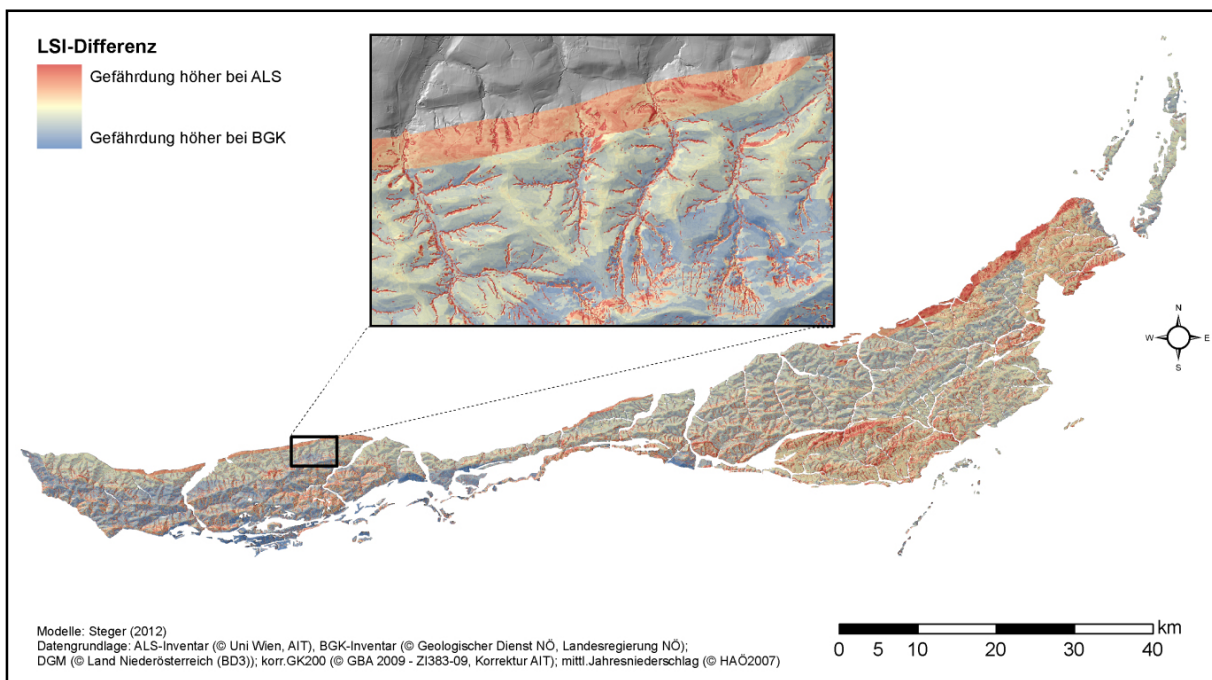 LSI-Differenz
Gefährdung höher bei ALS
Gefährdung höher bei BGK
N
W E
S
km
0 5 10 20 30 40
Modelle: Steger (2012)
Datengrundlage: ALS-Inventar (© Uni Wien, AIT), BGK-Inventar (© Geologischer Dienst NÖ, Landesregierung NÖ);
DGM (© Land Niederösterreich (BD3)); korr.GK200 (© GBA 2009 - ZI383-09, Korrektur AIT); mittl.Jahresniederschlag (© HAÖ2007)